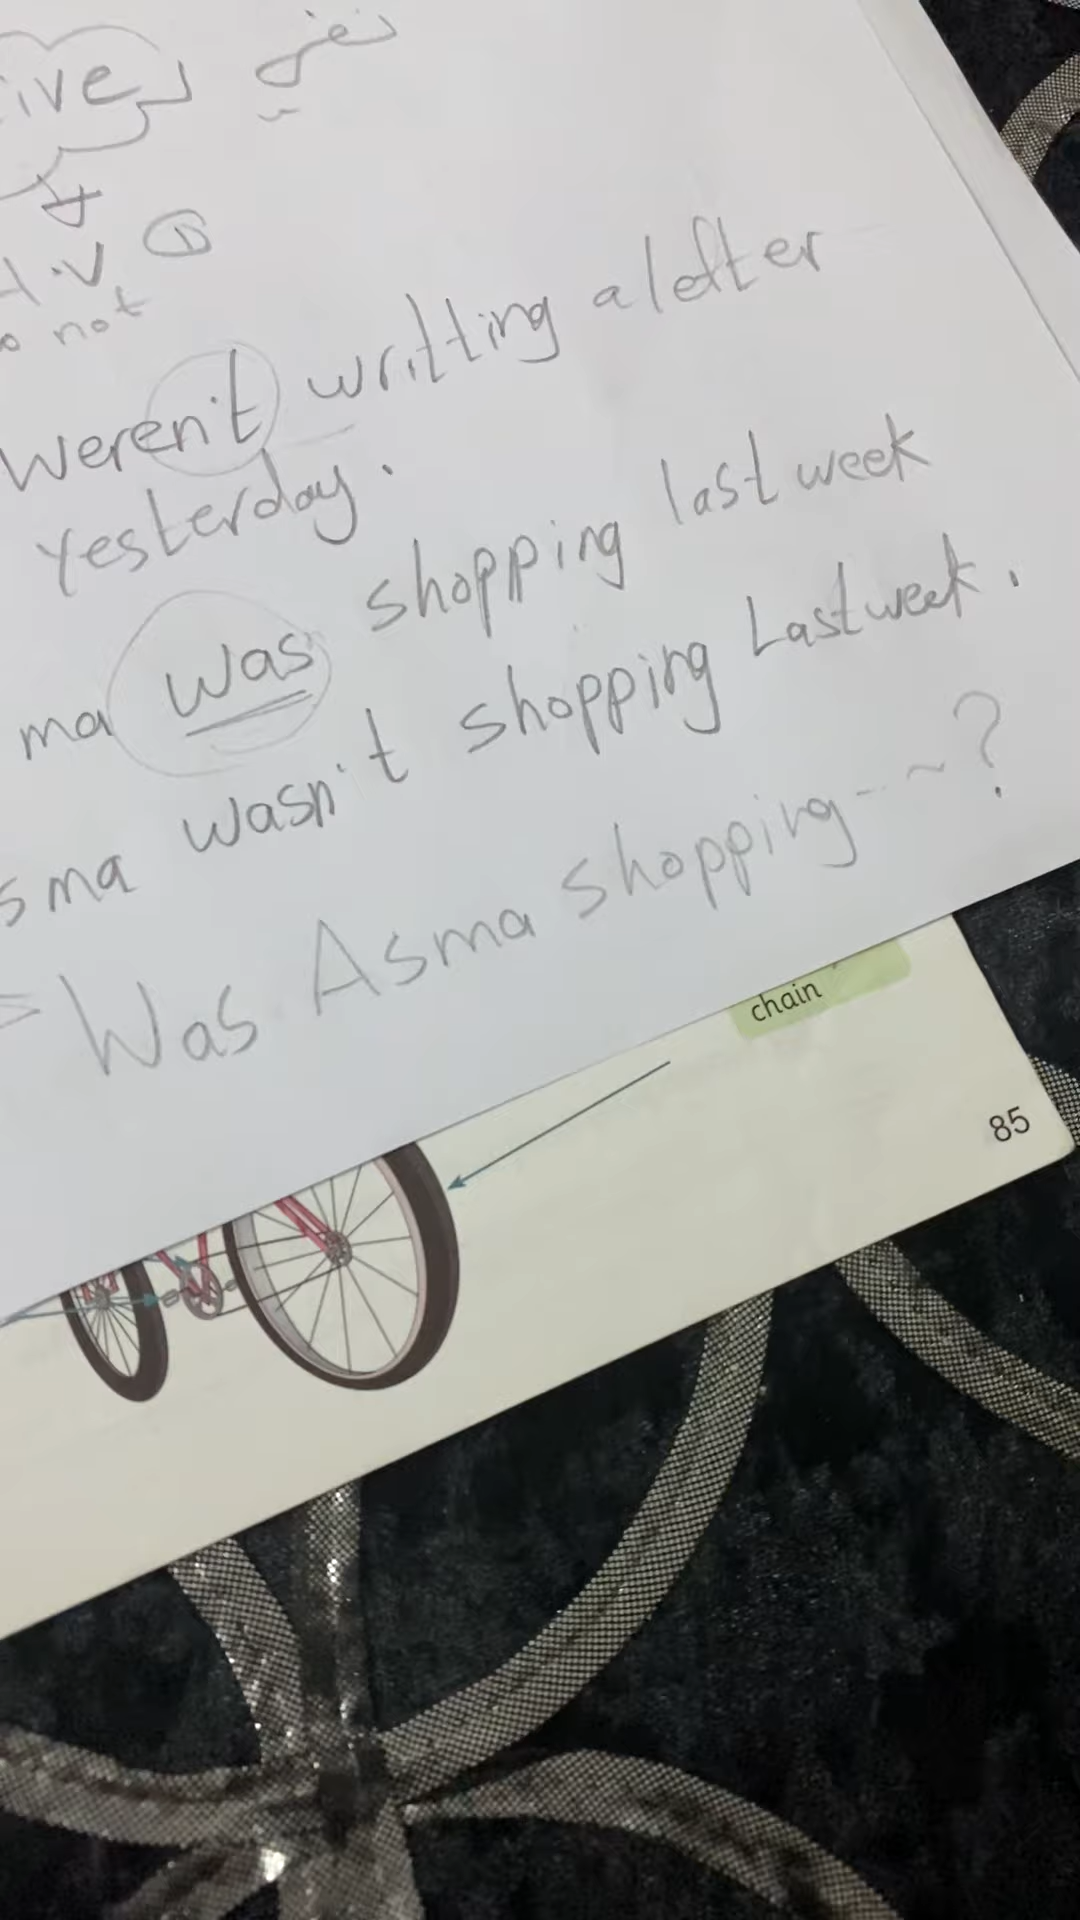 ive نفي
H.V ①
not
weren't writting a letter
yesterday.
ma was shopping last week
sma wasn't shopping Last week.
⇒ Was Asma shopping --~?
chain
85